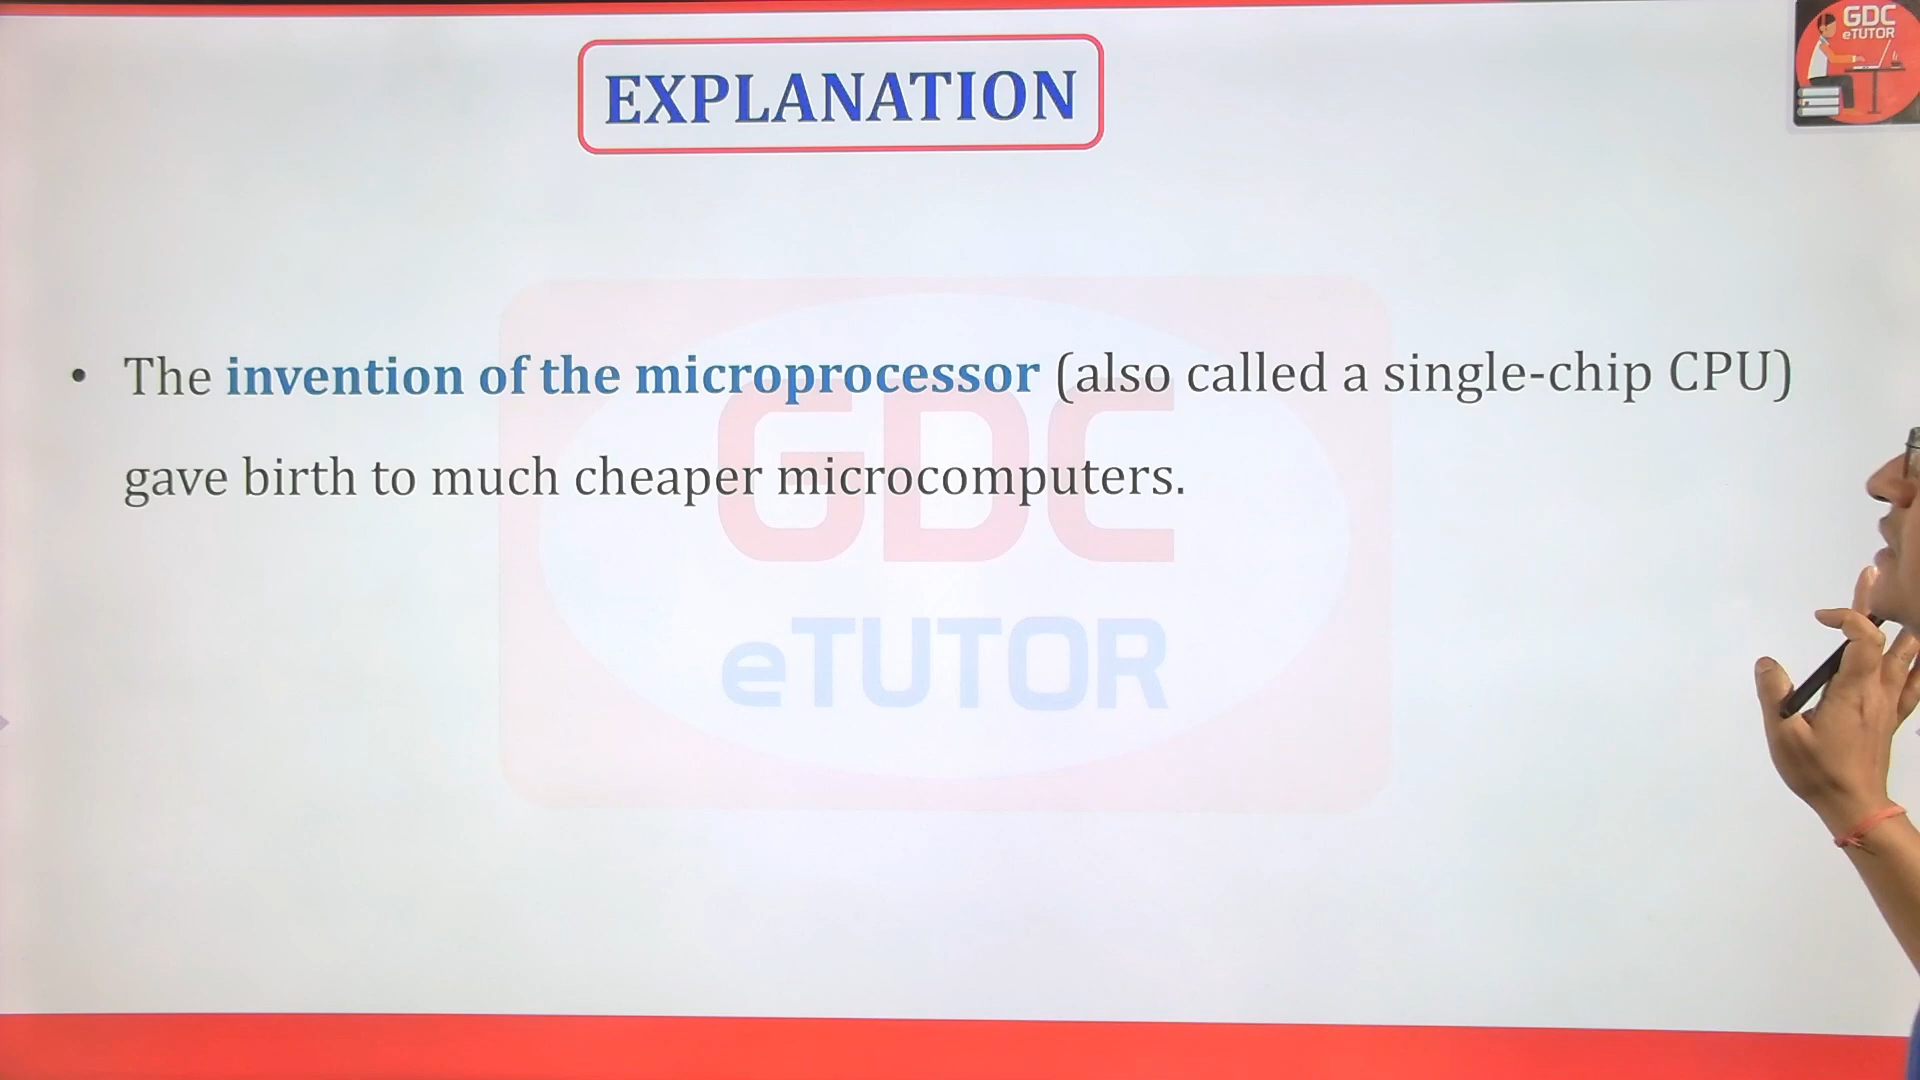 GDC
eTUTOR
EXPLANATION
• The invention of the microprocessor (also called a single-chip CPU)
gave birth to much cheaper microcomputers.
GDC
eTUTOR